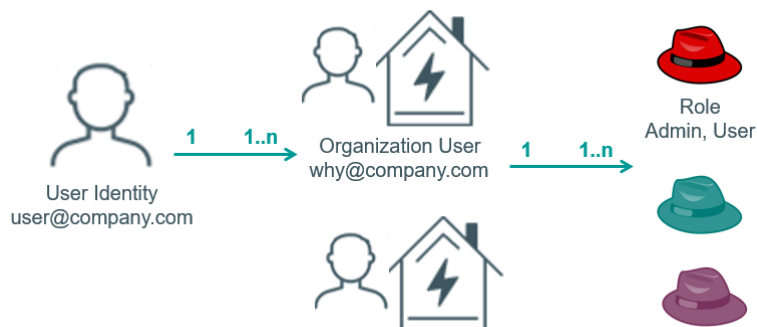 1 1..n
User Identity
user@company.com
Organization User
why@company.com
1 1..n
Role
Admin, User